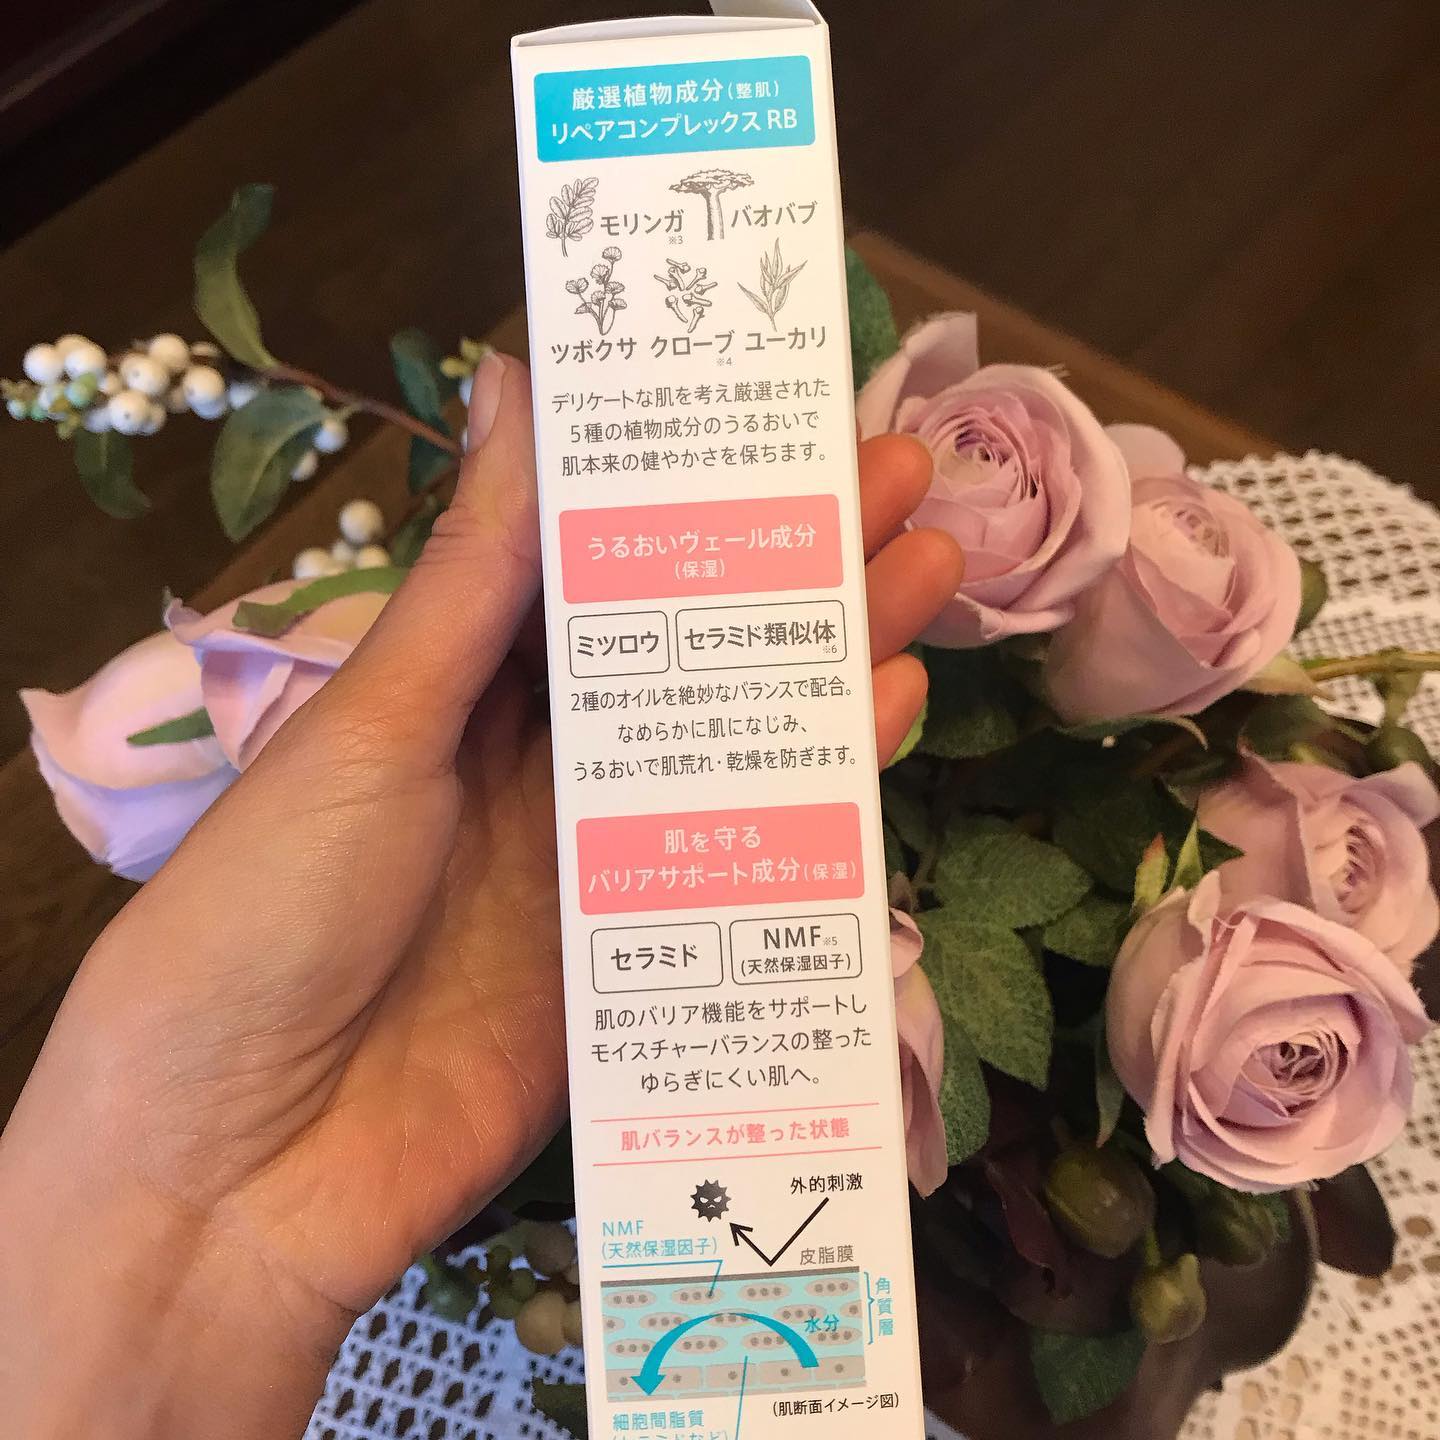 厳選植物成分(整肌)
リペアコンプレックス RB
モリンガ※3 バオバブ
ツボクサ クローブ※4 ユーカリ
デリケートな肌を考え厳選された
5種の植物成分のうるおいで
肌本来の健やかさを保ちます。
うるおいヴェール成分
(保湿)
ミツロウ セラミド類似体※6
2種のオイルを絶妙なバランスで配合。
なめらかに肌になじみ、
うるおいで肌荒れ・乾燥を防ぎます。
肌を守る
バリアサポート成分(保湿)
セラミド NMF※5
(天然保湿因子)
肌のバリア機能をサポートし
モイスチャーバランスの整った
ゆらぎにくい肌へ。
肌バランスが整った状態
外的刺激
NMF
(天然保湿因子)
皮脂膜
角質層
水分
(肌断面イメージ図)
細胞間脂質
(セラミドなど)